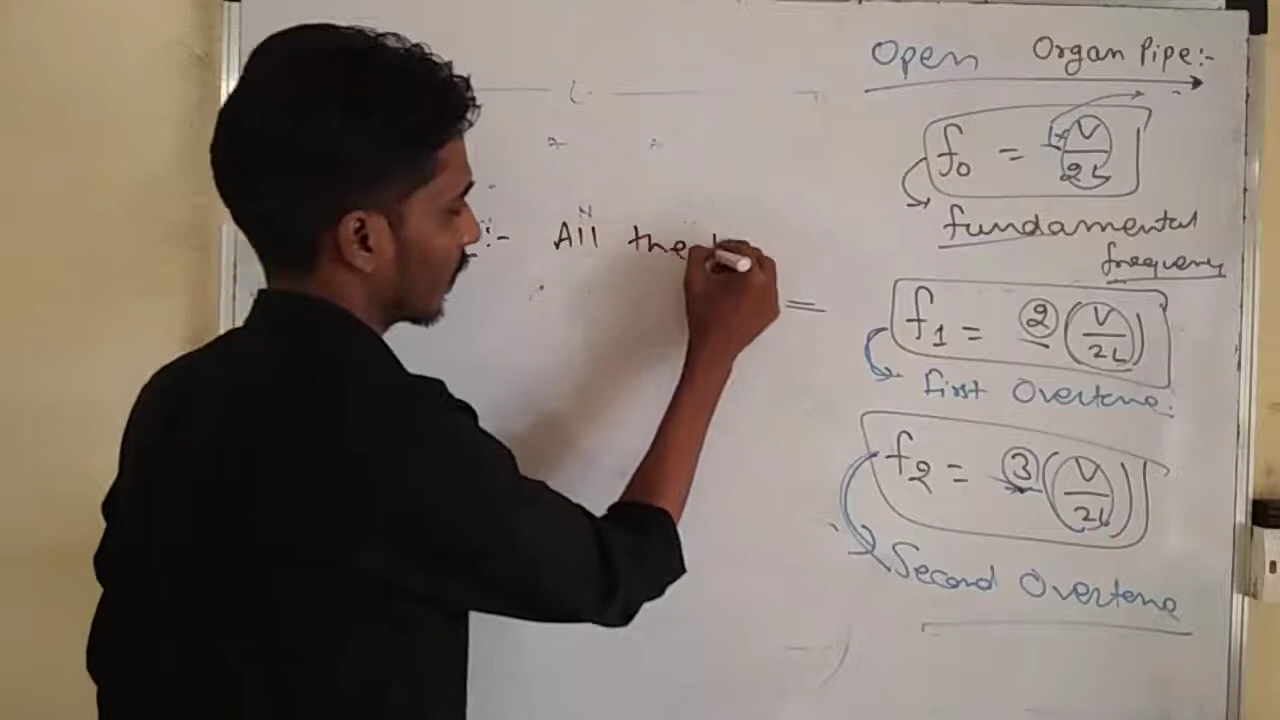 :- All the
Open Organ Pipe:-
f0 = 1× V/2L
fundamental
frequency
f1 = 2 (V/2L)
first Overtone.
f2 = 3 (V/2L)
Second Overtone